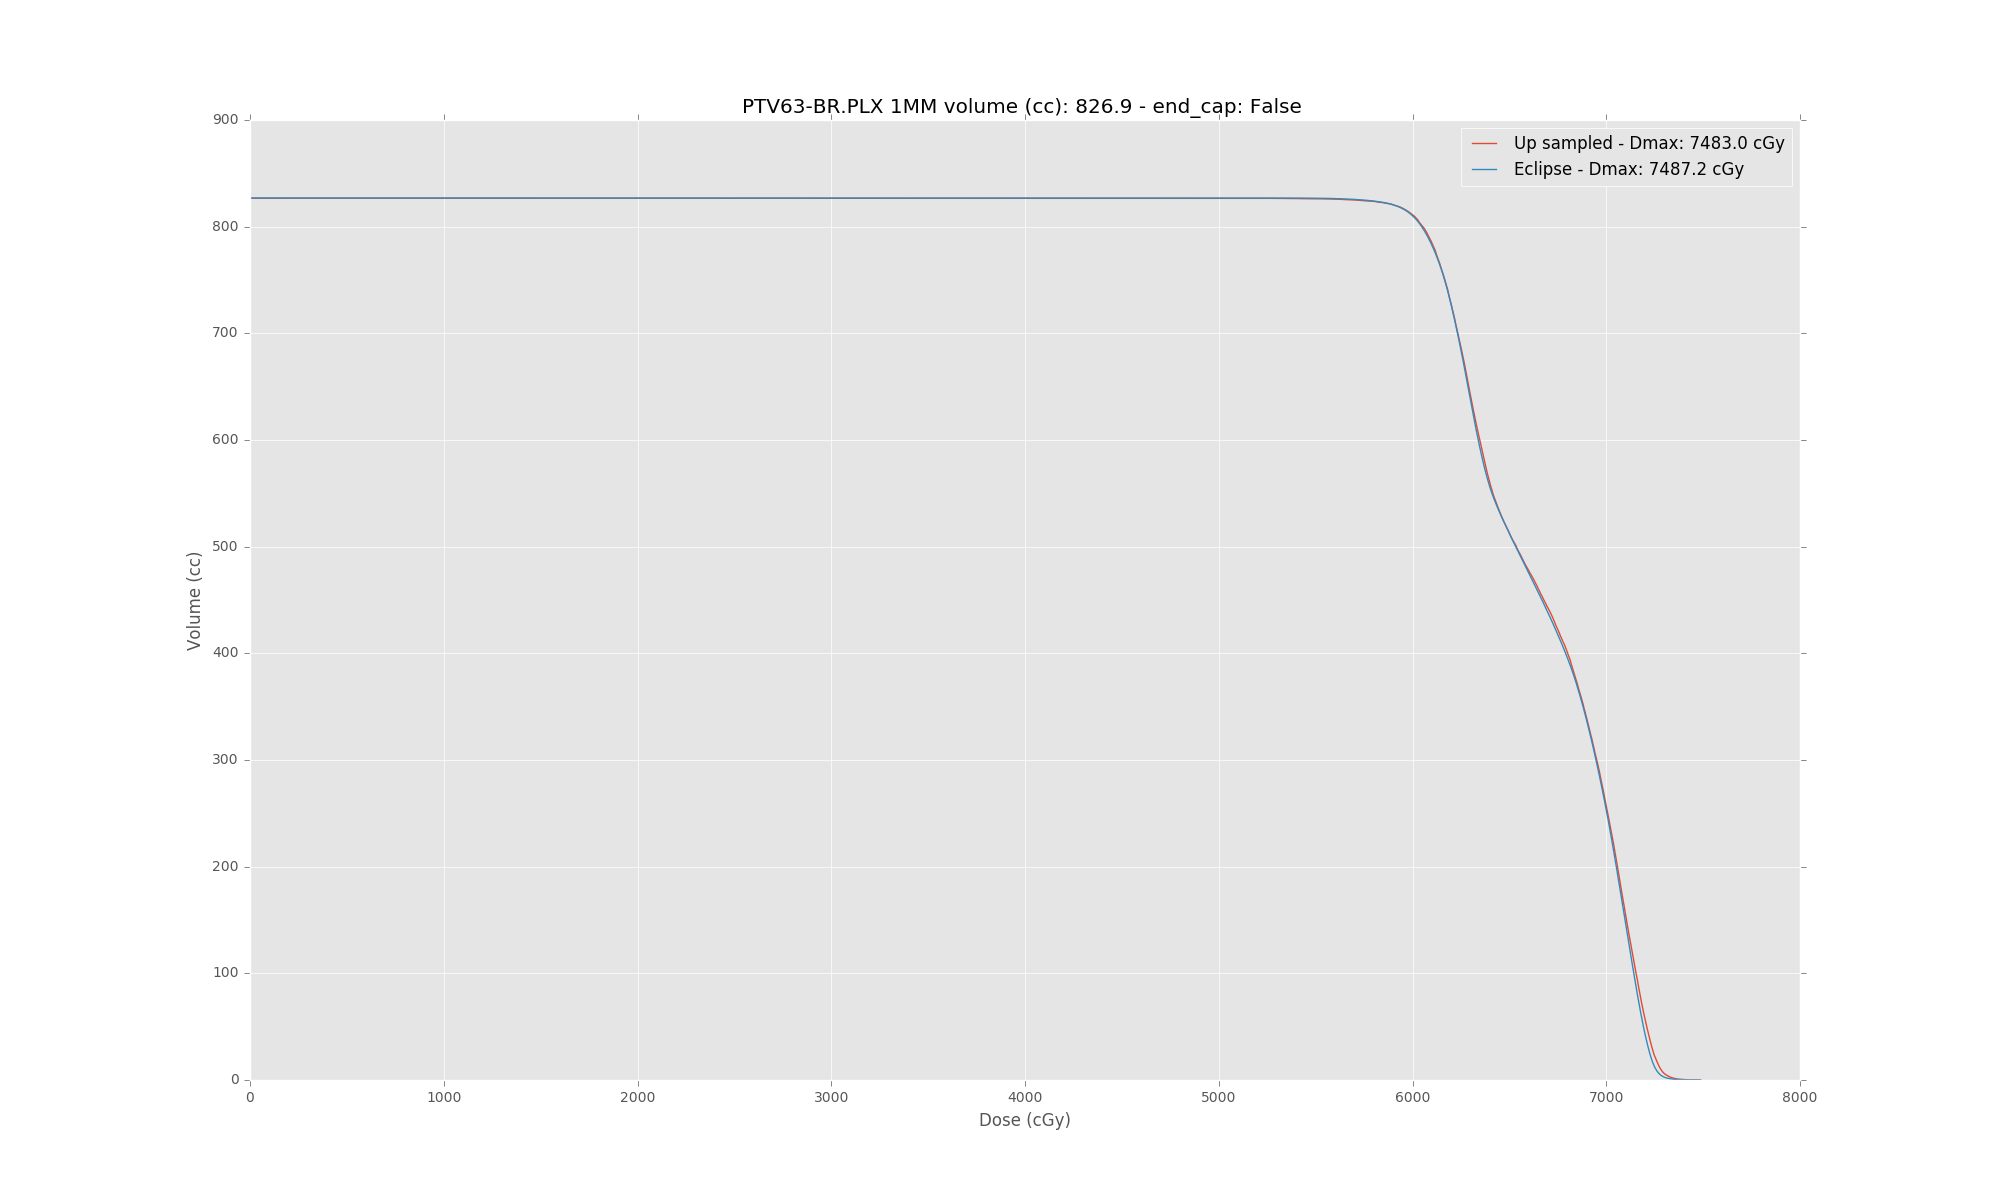 PTV63-BR.PLX 1MM volume (cc): 826.9 - end_cap: False
Up sampled - Dmax: 7483.0 cGy
Eclipse - Dmax: 7487.2 cGy
900
800
700
600
500
400
300
200
100
0
Volume (cc)
0 1000 2000 3000 4000 5000 6000 7000 8000
Dose (cGy)